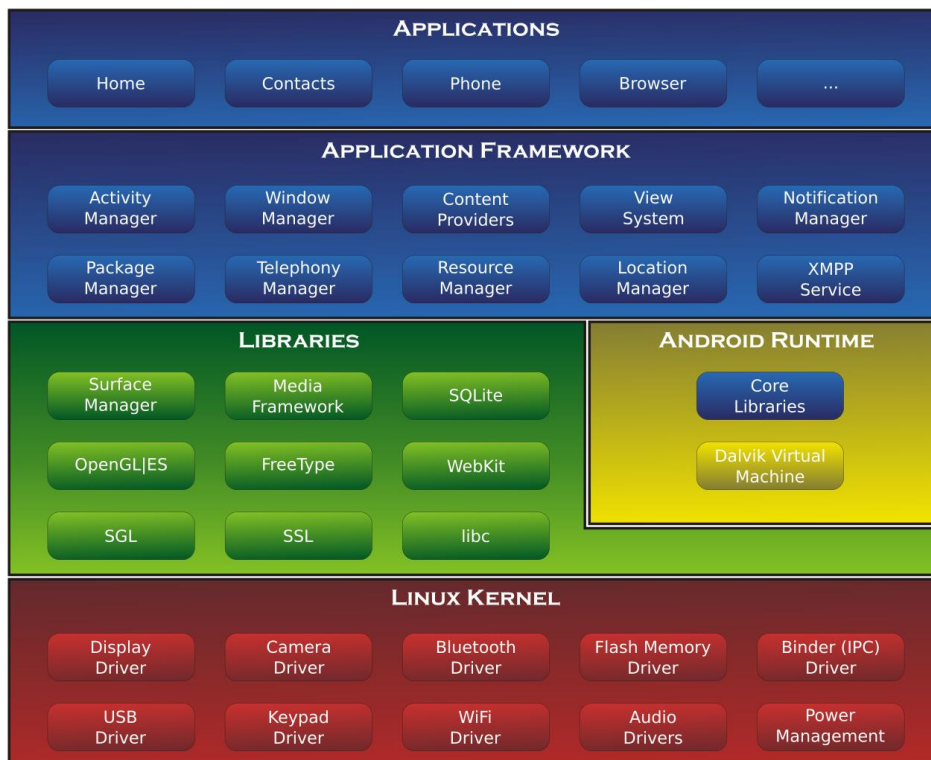 APPLICATIONS
Home
Contacts
Phone
Browser
...
APPLICATION FRAMEWORK
Activity
Manager
Window
Manager
Content
Providers
View
System
Notification
Manager
Package
Manager
Telephony
Manager
Resource
Manager
Location
Manager
XMPP
Service
LIBRARIES
Surface
Manager
Media
Framework
SQLite
OpenGL|ES
FreeType
WebKit
SGL
SSL
libc
ANDROID RUNTIME
Core
Libraries
Dalvik Virtual
Machine
LINUX KERNEL
Display
Driver
Camera
Driver
Bluetooth
Driver
Flash Memory
Driver
Binder (IPC)
Driver
USB
Driver
Keypad
Driver
WiFi
Driver
Audio
Drivers
Power
Management